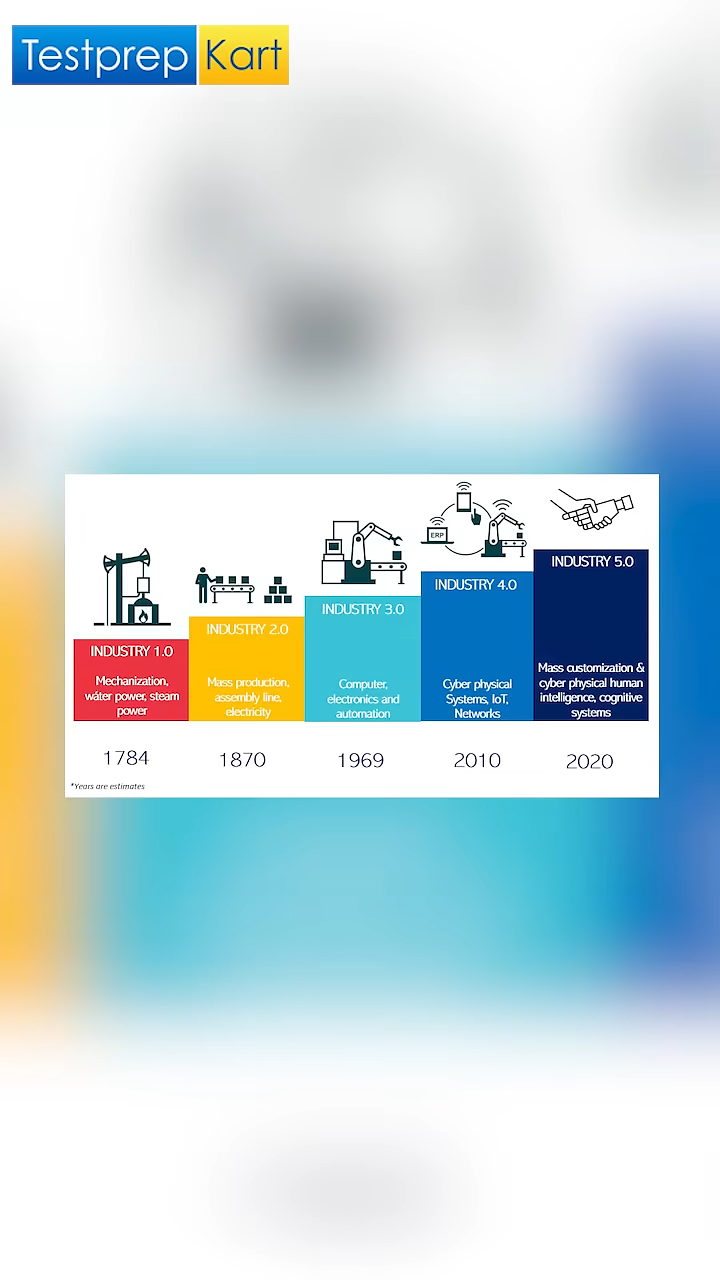 Testprep Kart
ERP
INDUSTRY 1.0
Mechanization,
water power, steam
power
INDUSTRY 2.0
Mass production,
assembly line,
electricity
INDUSTRY 3.0
Computer,
electronics and
automation
INDUSTRY 4.0
Cyber physical
Systems, IoT,
Networks
INDUSTRY 5.0
Mass customization &
cyber physical human
intelligence, cognitive
systems
1784
1870
1969
2010
2020
*Years are estimates